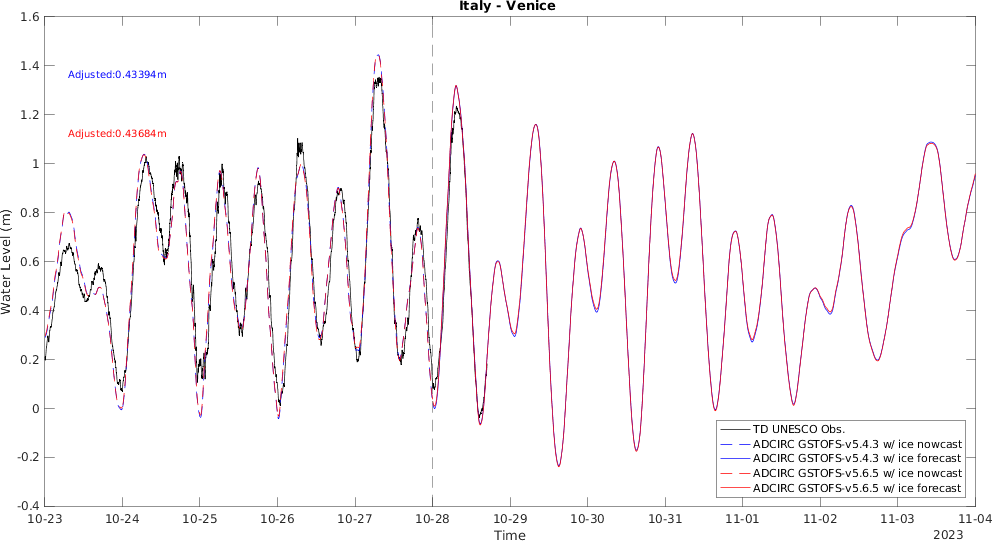 Italy - Venice
1.6
1.4
1.2
1
0.8
0.6
0.4
0.2
0
-0.2
-0.4
Water Level (m)
Adjusted:0.43394m
Adjusted:0.43684m
TD UNESCO Obs.
ADCIRC GSTOFS-v5.4.3 w/ ice nowcast
ADCIRC GSTOFS-v5.4.3 w/ ice forecast
ADCIRC GSTOFS-v5.6.5 w/ ice nowcast
ADCIRC GSTOFS-v5.6.5 w/ ice forecast
10-23 10-24 10-25 10-26 10-27 10-28 10-29 10-30 10-31 11-01 11-02 11-03 11-04
Time
2023